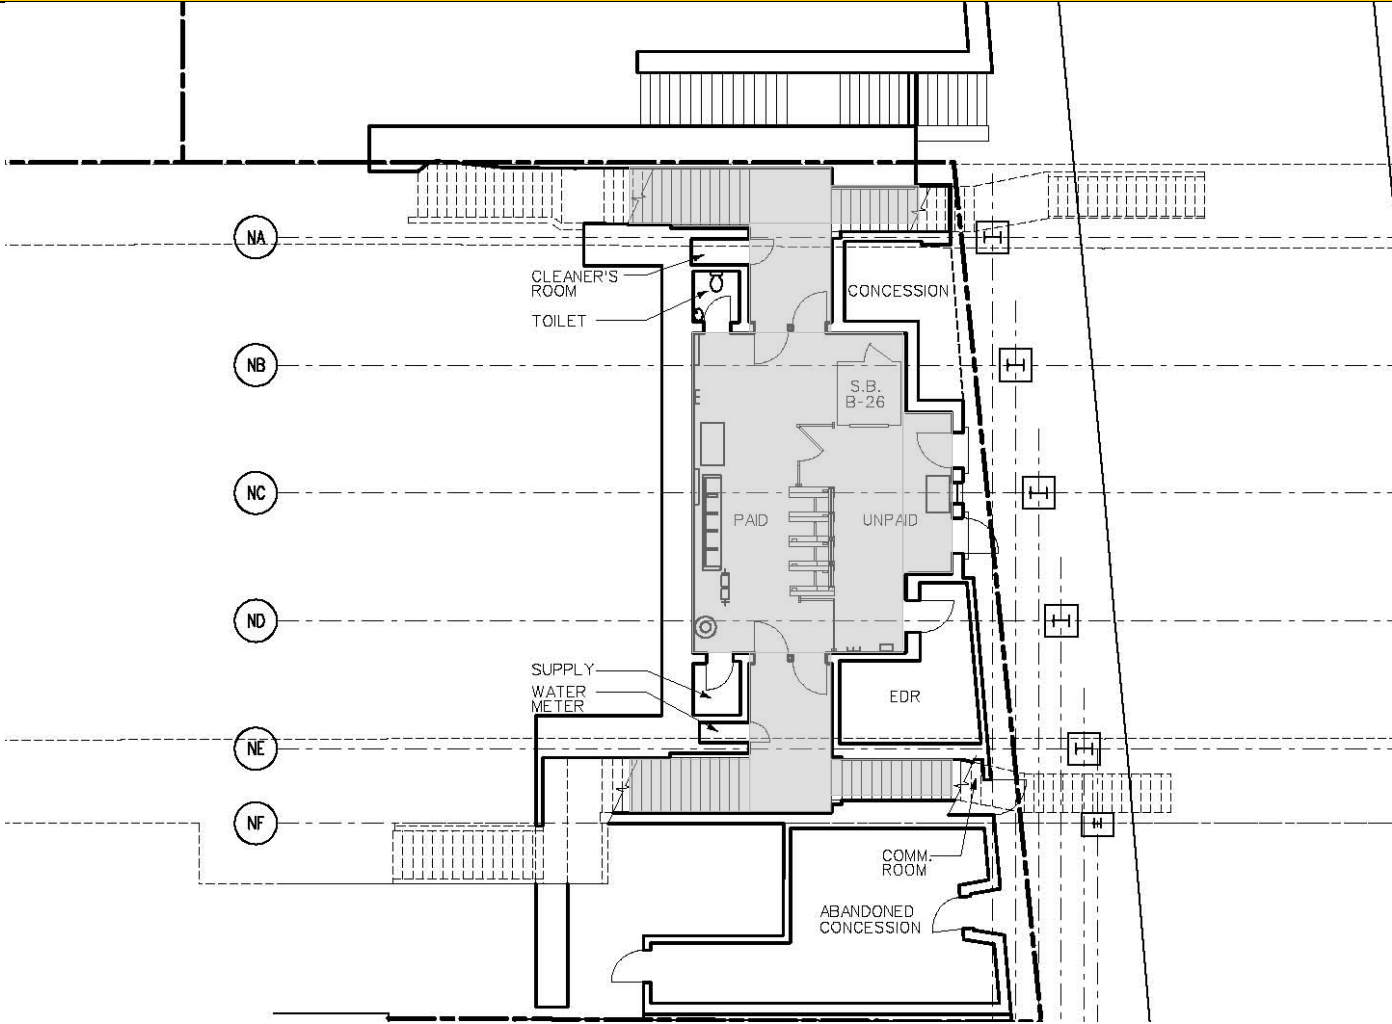 NA
CLEANER'S
ROOM
CONCESSION
TOILET
NB
S.B.
B-26
NC
PAID
UNPAID
ND
SUPPLY
WATER
METER
EDR
NE
NF
COMM.
ROOM
ABANDONED
CONCESSION